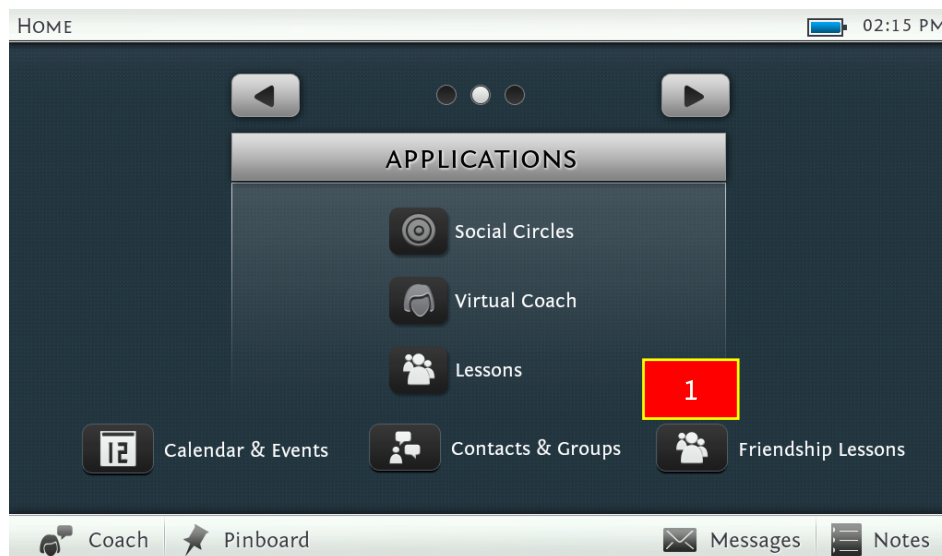 HOME 02:15 PM
APPLICATIONS
Social Circles
Virtual Coach
Lessons
1
12 Calendar & Events Contacts & Groups Friendship Lessons
Coach Pinboard Messages Notes